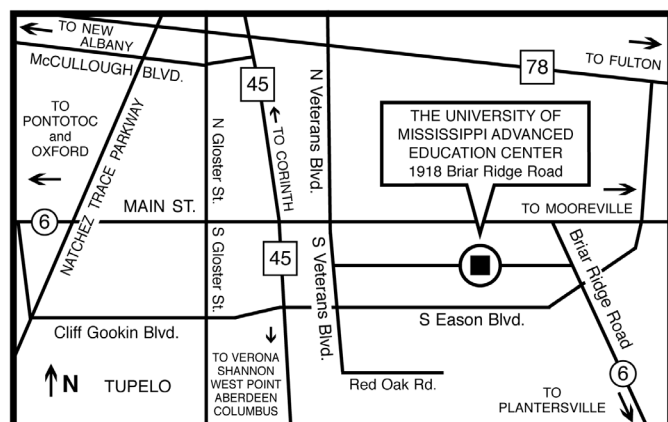 TO NEW
ALBANY
McCULLOUGH BLVD.
TO FULTON
78
45
TO
PONTOTOC
and
OXFORD
NATCHEZ TRACE PARKWAY
N Gloster St.
TO CORINTH
N Veterans Blvd.
THE UNIVERSITY OF
MISSISSIPPI ADVANCED
EDUCATION CENTER
1918 Briar Ridge Road
6
MAIN ST.
TO MOOREVILLE
S Gloster St.
45
S Veterans Blvd.
Briar Ridge Road
Cliff Gookin Blvd.
S Eason Blvd.
N
TUPELO
TO VERONA
SHANNON
WEST POINT
ABERDEEN
COLUMBUS
Red Oak Rd.
6
TO
PLANTERSVILLE